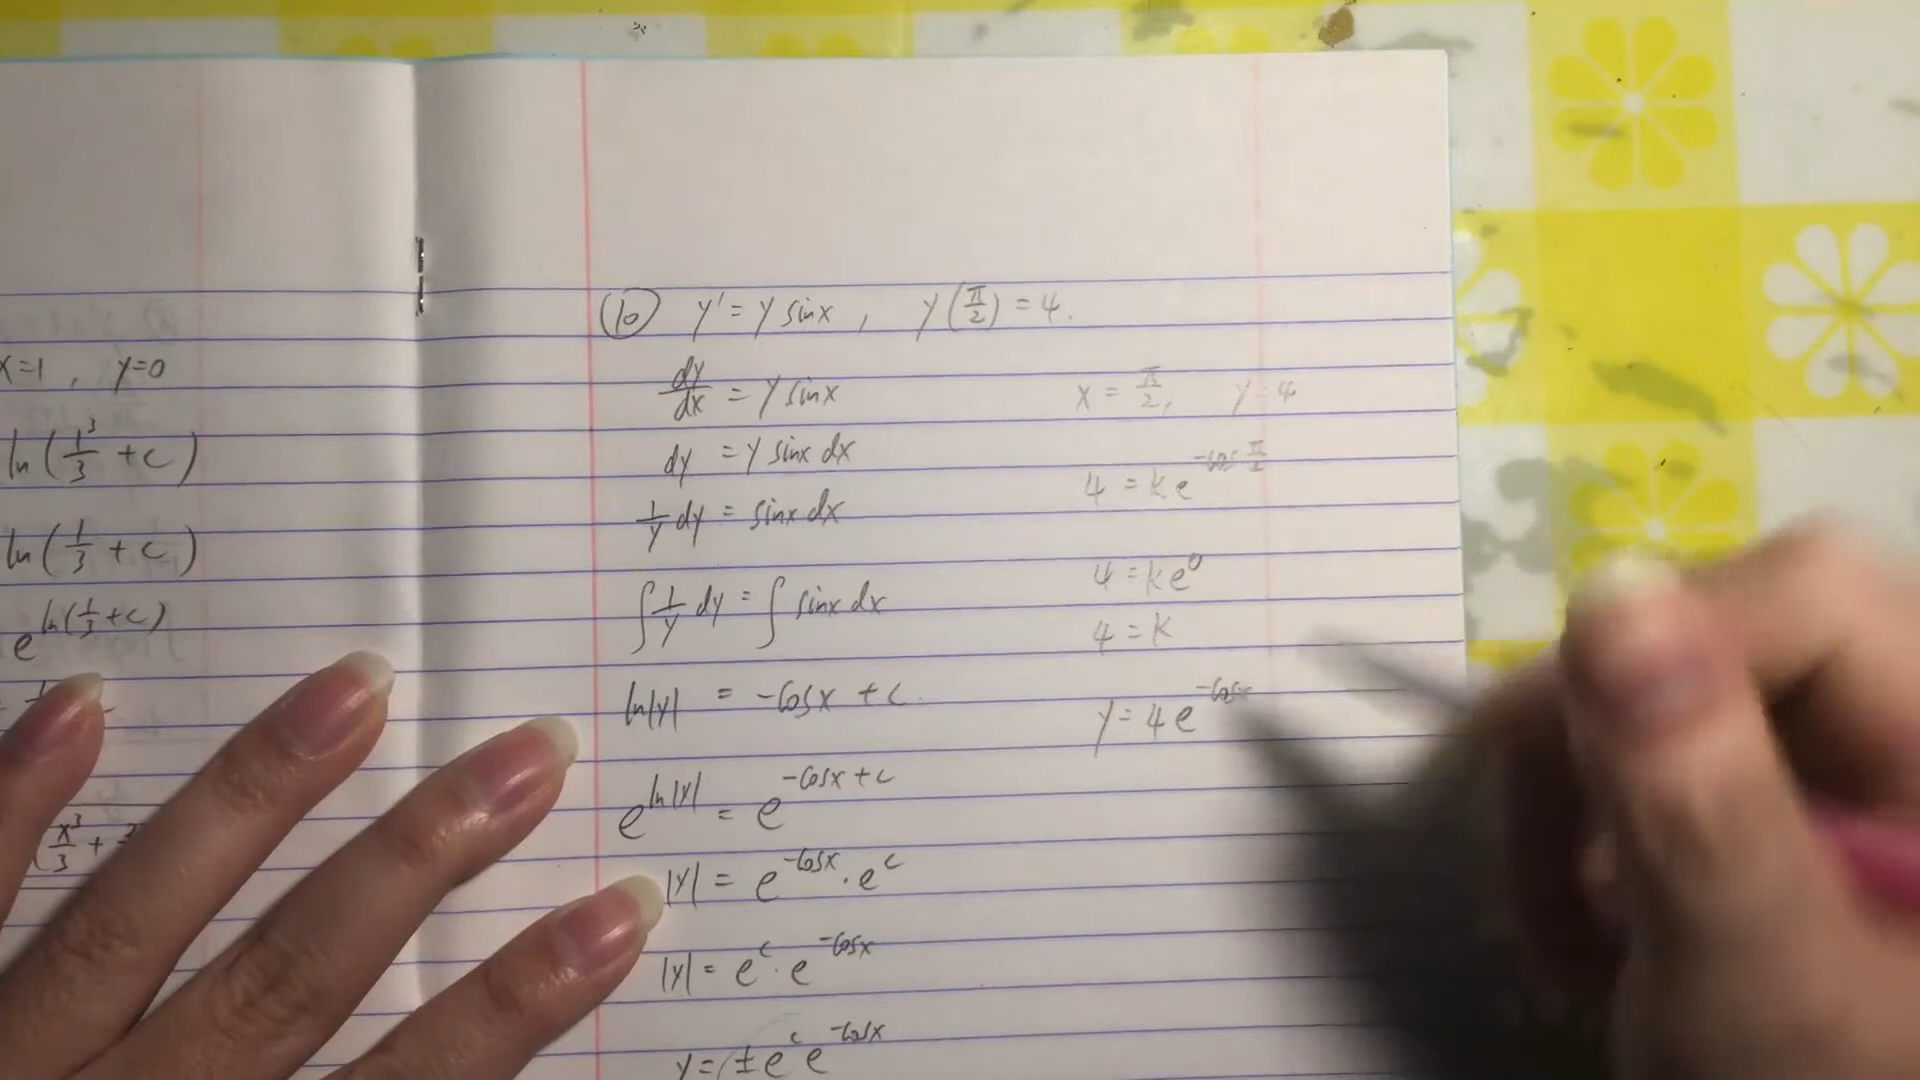 x=1, y=0
ln(1³/3 + c)
ln(1/3 + c)
e^ln(1/3 + c)
(x³/3 +
(10) y' = y sinx, y(π/2) = 4.
dy/dx = y sinx
dy = y sinx dx
1/y dy = sinx dx
∫ 1/y dy = ∫ sinx dx
ln|y| = -cosx + c
e^ln|y| = e^(-cosx + c)
|y| = e^(-cosx) · e^c
|y| = e^c · e^(-cosx)
y = (±e^c e^(-cosx)
x = π/2, y = 4
4 = ke^(-cos π/2)
4 = ke^0
4 = k
y = 4e^(-cosx)